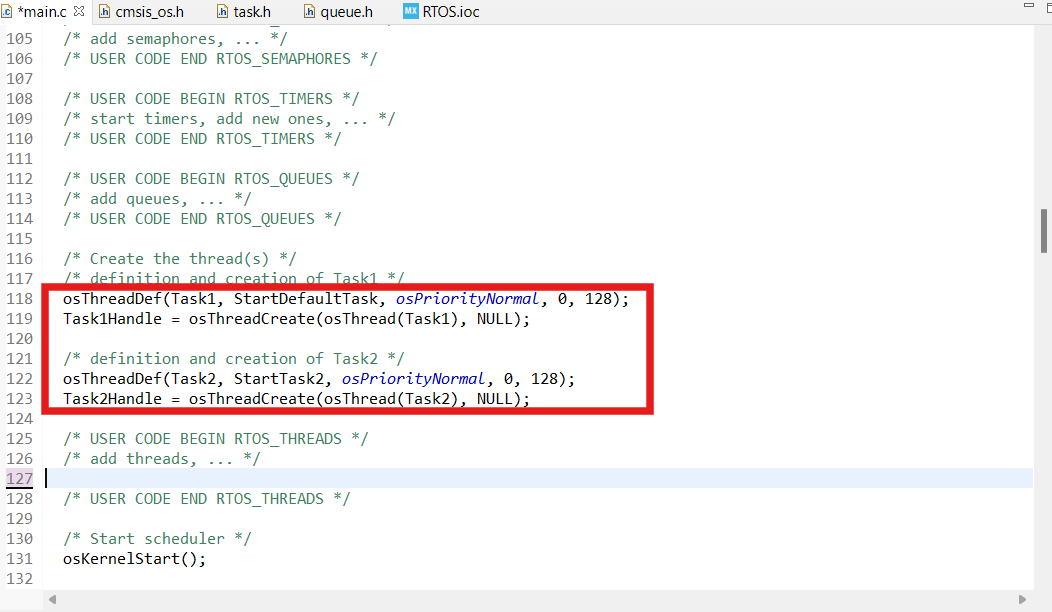 *main.c cmsis_os.h task.h queue.h MX RTOS.ioc
105 /* add semaphores, ... */
106 /* USER CODE END RTOS_SEMAPHORES */
107
108 /* USER CODE BEGIN RTOS_TIMERS */
109 /* start timers, add new ones, ... */
110 /* USER CODE END RTOS_TIMERS */
111
112 /* USER CODE BEGIN RTOS_QUEUES */
113 /* add queues, ... */
114 /* USER CODE END RTOS_QUEUES */
115
116 /* Create the thread(s) */
117 /* definition and creation of Task1 */
118 osThreadDef(Task1, StartDefaultTask, osPriorityNormal, 0, 128);
119 Task1Handle = osThreadCreate(osThread(Task1), NULL);
120
121 /* definition and creation of Task2 */
122 osThreadDef(Task2, StartTask2, osPriorityNormal, 0, 128);
123 Task2Handle = osThreadCreate(osThread(Task2), NULL);
124
125 /* USER CODE BEGIN RTOS_THREADS */
126 /* add threads, ... */
127
128 /* USER CODE END RTOS_THREADS */
129
130 /* Start scheduler */
131 osKernelStart();
132